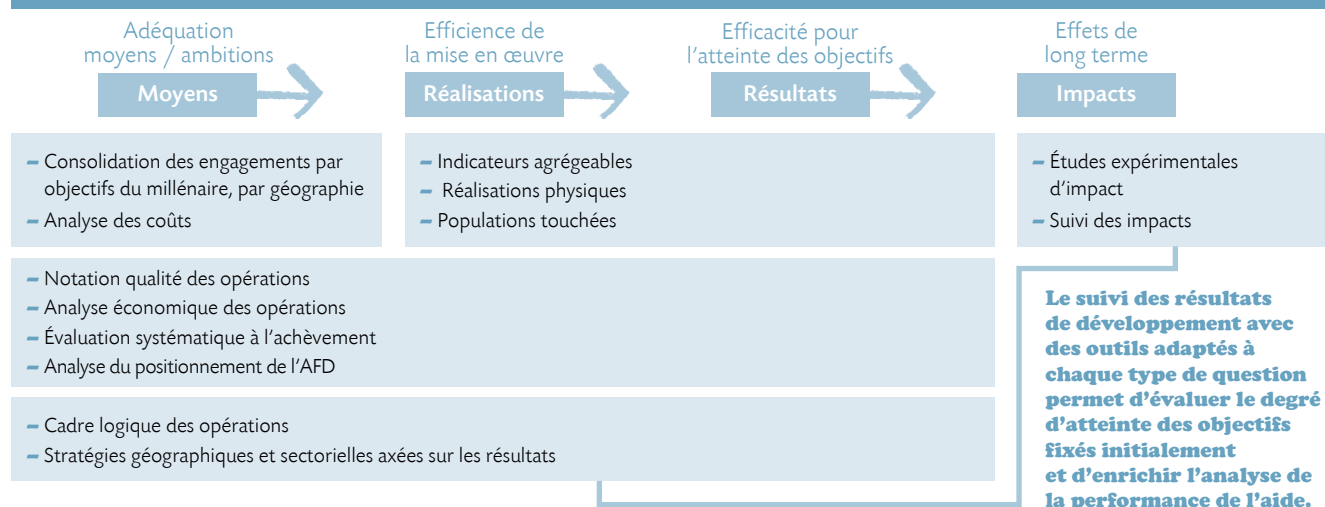 Adéquation
moyens / ambitions
Moyens
Efficience de
la mise en œuvre
Réalisations
Efficacité pour
l'atteinte des objectifs
Résultats
Effets de
long terme
Impacts
– Consolidation des engagements par
objectifs du millénaire, par géographie
– Analyse des coûts
– Indicateurs agrégeables
– Réalisations physiques
– Populations touchées
– Études expérimentales
d'impact
– Suivi des impacts
– Notation qualité des opérations
– Analyse économique des opérations
– Évaluation systématique à l'achèvement
– Analyse du positionnement de l'AFD
– Cadre logique des opérations
– Stratégies géographiques et sectorielles axées sur les résultats
Le suivi des résultats
de développement avec
des outils adaptés à
chaque type de question
permet d'évaluer le degré
d'atteinte des objectifs
fixés initialement
et d'enrichir l'analyse de
la performance de l'aide.